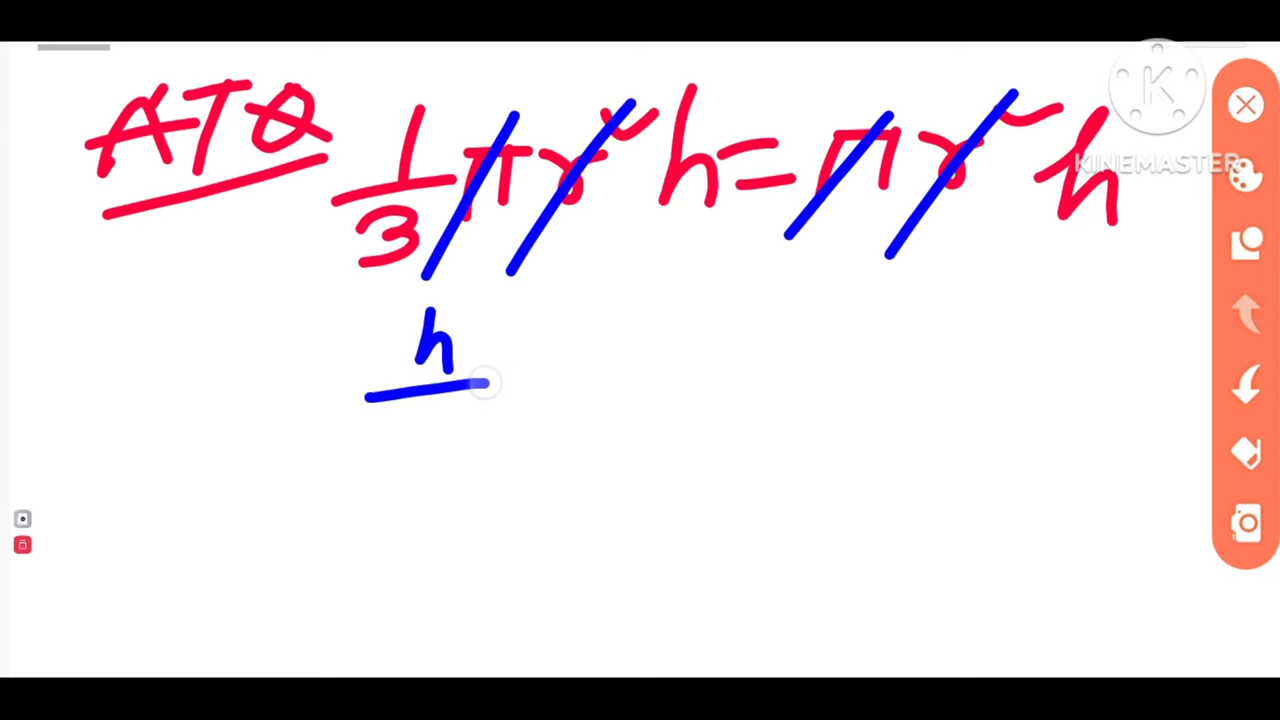 ATQ 1/3 πr²h = πr²h
KINEMASTER
h